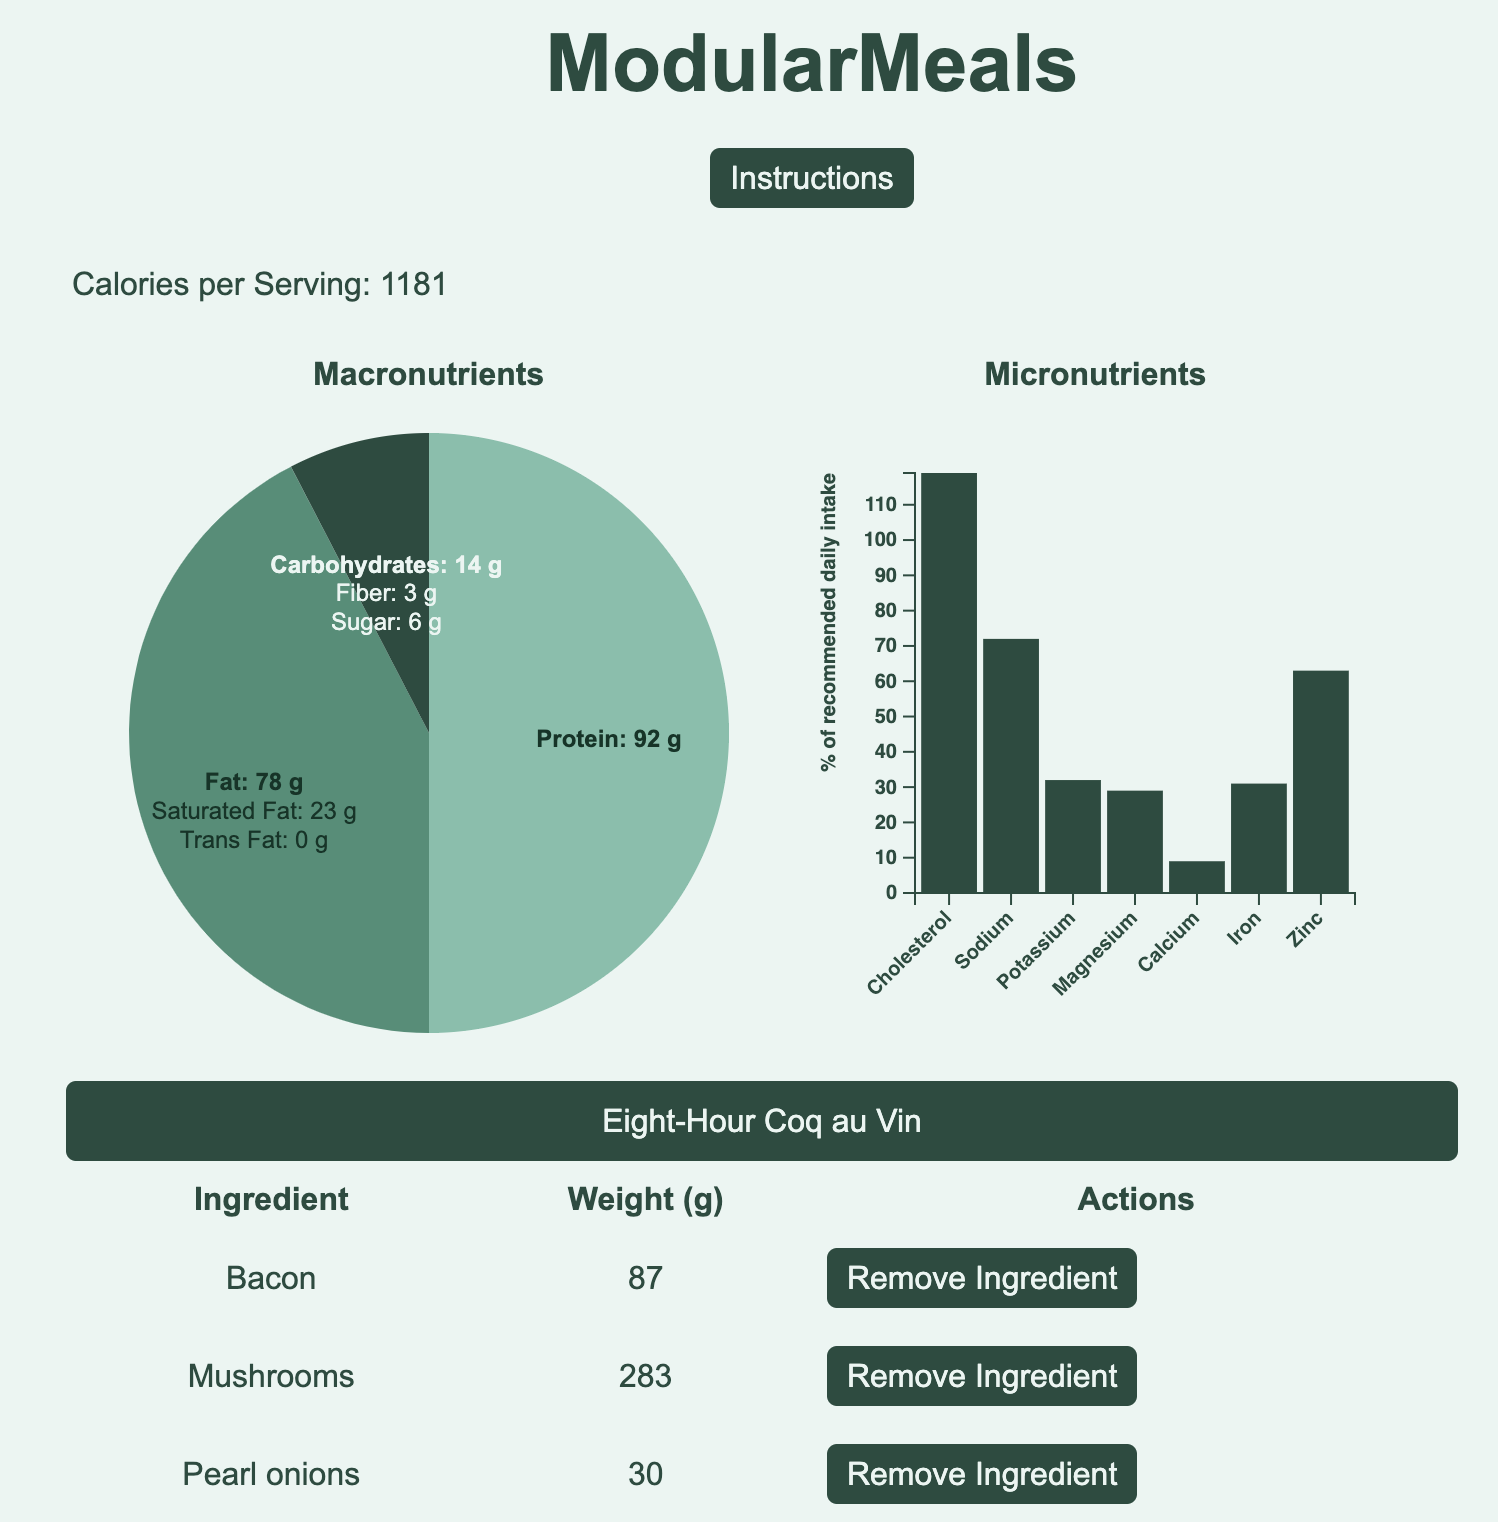 ModularMeals
Instructions
Calories per Serving: 1181
Macronutrients
Carbohydrates: 14 g
Fiber: 3 g
Sugar: 6 g
Protein: 92 g
Fat: 78 g
Saturated Fat: 23 g
Trans Fat: 0 g
Micronutrients
% of recommended daily intake
110
100
90
80
70
60
50
40
30
20
10
0
Cholesterol
Sodium
Potassium
Magnesium
Calcium
Iron
Zinc
Eight-Hour Coq au Vin
Ingredient Weight (g) Actions
Bacon 87 Remove Ingredient
Mushrooms 283 Remove Ingredient
Pearl onions 30 Remove Ingredient